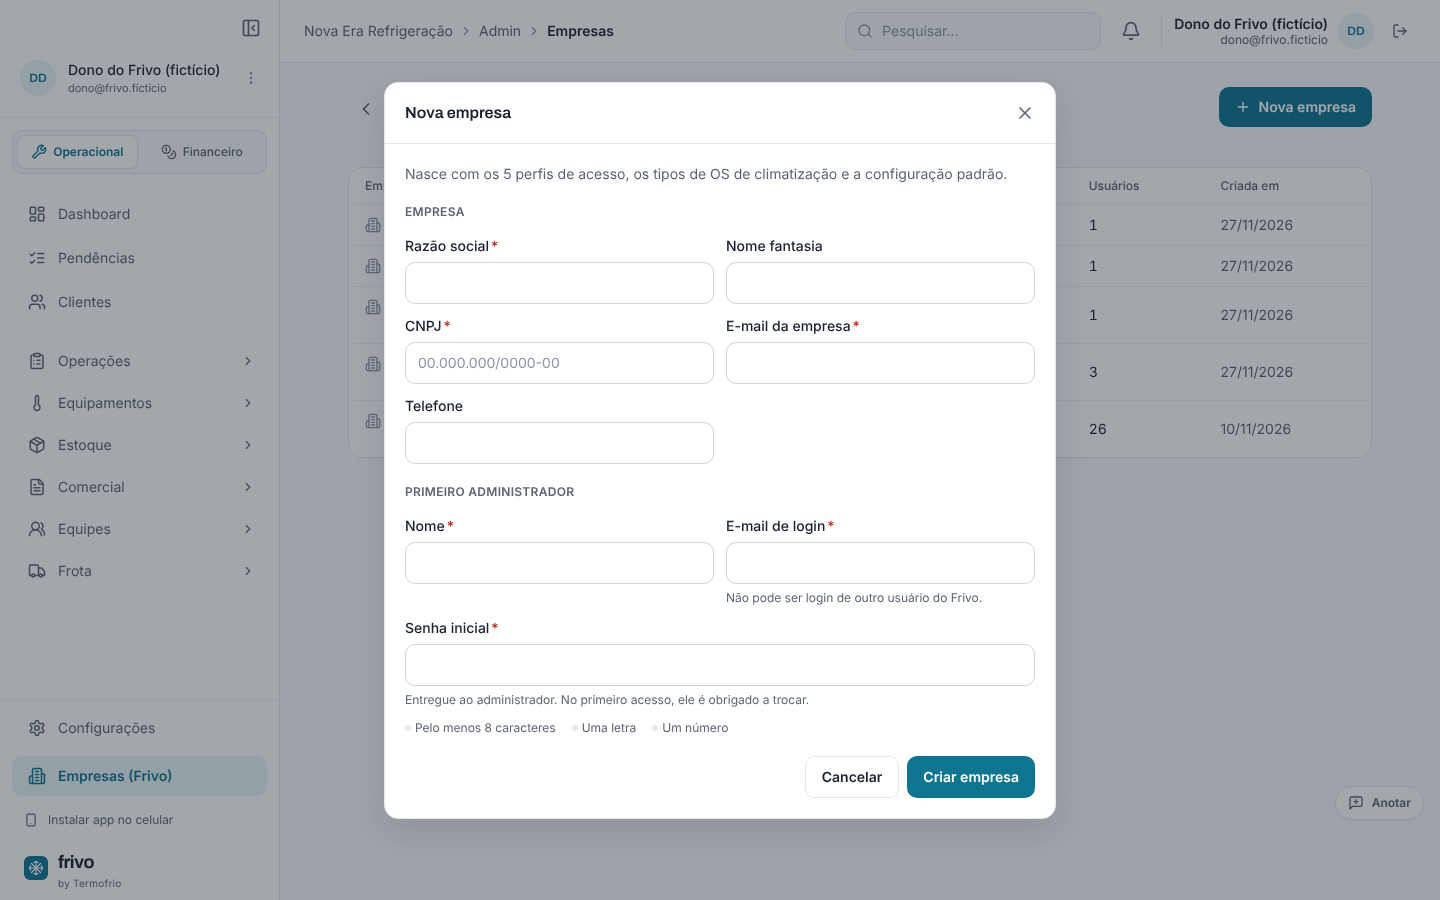 DD
Dono do Frivo (fictício)
dono@frivo.ficticio
Operacional
Financeiro
Dashboard
Pendências
Clientes
Operações
Equipamentos
Estoque
Comercial
Equipes
Frota
Configurações
Empresas (Frivo)
Instalar app no celular
frivo
by Termofrio
Nova Era Refrigeração > Admin > Empresas
Pesquisar...
Dono do Frivo (fictício)
dono@frivo.ficticio
DD
+ Nova empresa
Usuários
Criada em
1
27/11/2026
1
27/11/2026
1
27/11/2026
3
27/11/2026
26
10/11/2026
Nova empresa
Nasce com os 5 perfis de acesso, os tipos de OS de climatização e a configuração padrão.
EMPRESA
Razão social*
Nome fantasia
CNPJ*
00.000.000/0000-00
E-mail da empresa*
Telefone
PRIMEIRO ADMINISTRADOR
Nome*
E-mail de login*
Não pode ser login de outro usuário do Frivo.
Senha inicial*
Entregue ao administrador. No primeiro acesso, ele é obrigado a trocar.
Pelo menos 8 caracteres
Uma letra
Um número
Cancelar
Criar empresa
Anotar